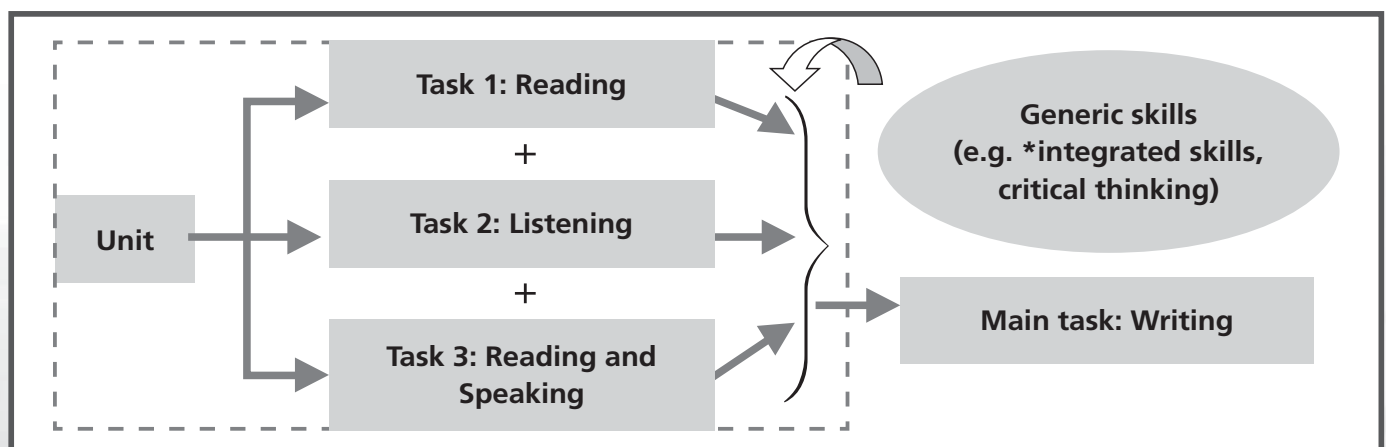 Task 1: Reading
+
Task 2: Listening
+
Task 3: Reading and
Speaking
Unit
Generic skills
(e.g. *integrated skills,
critical thinking)
Main task: Writing